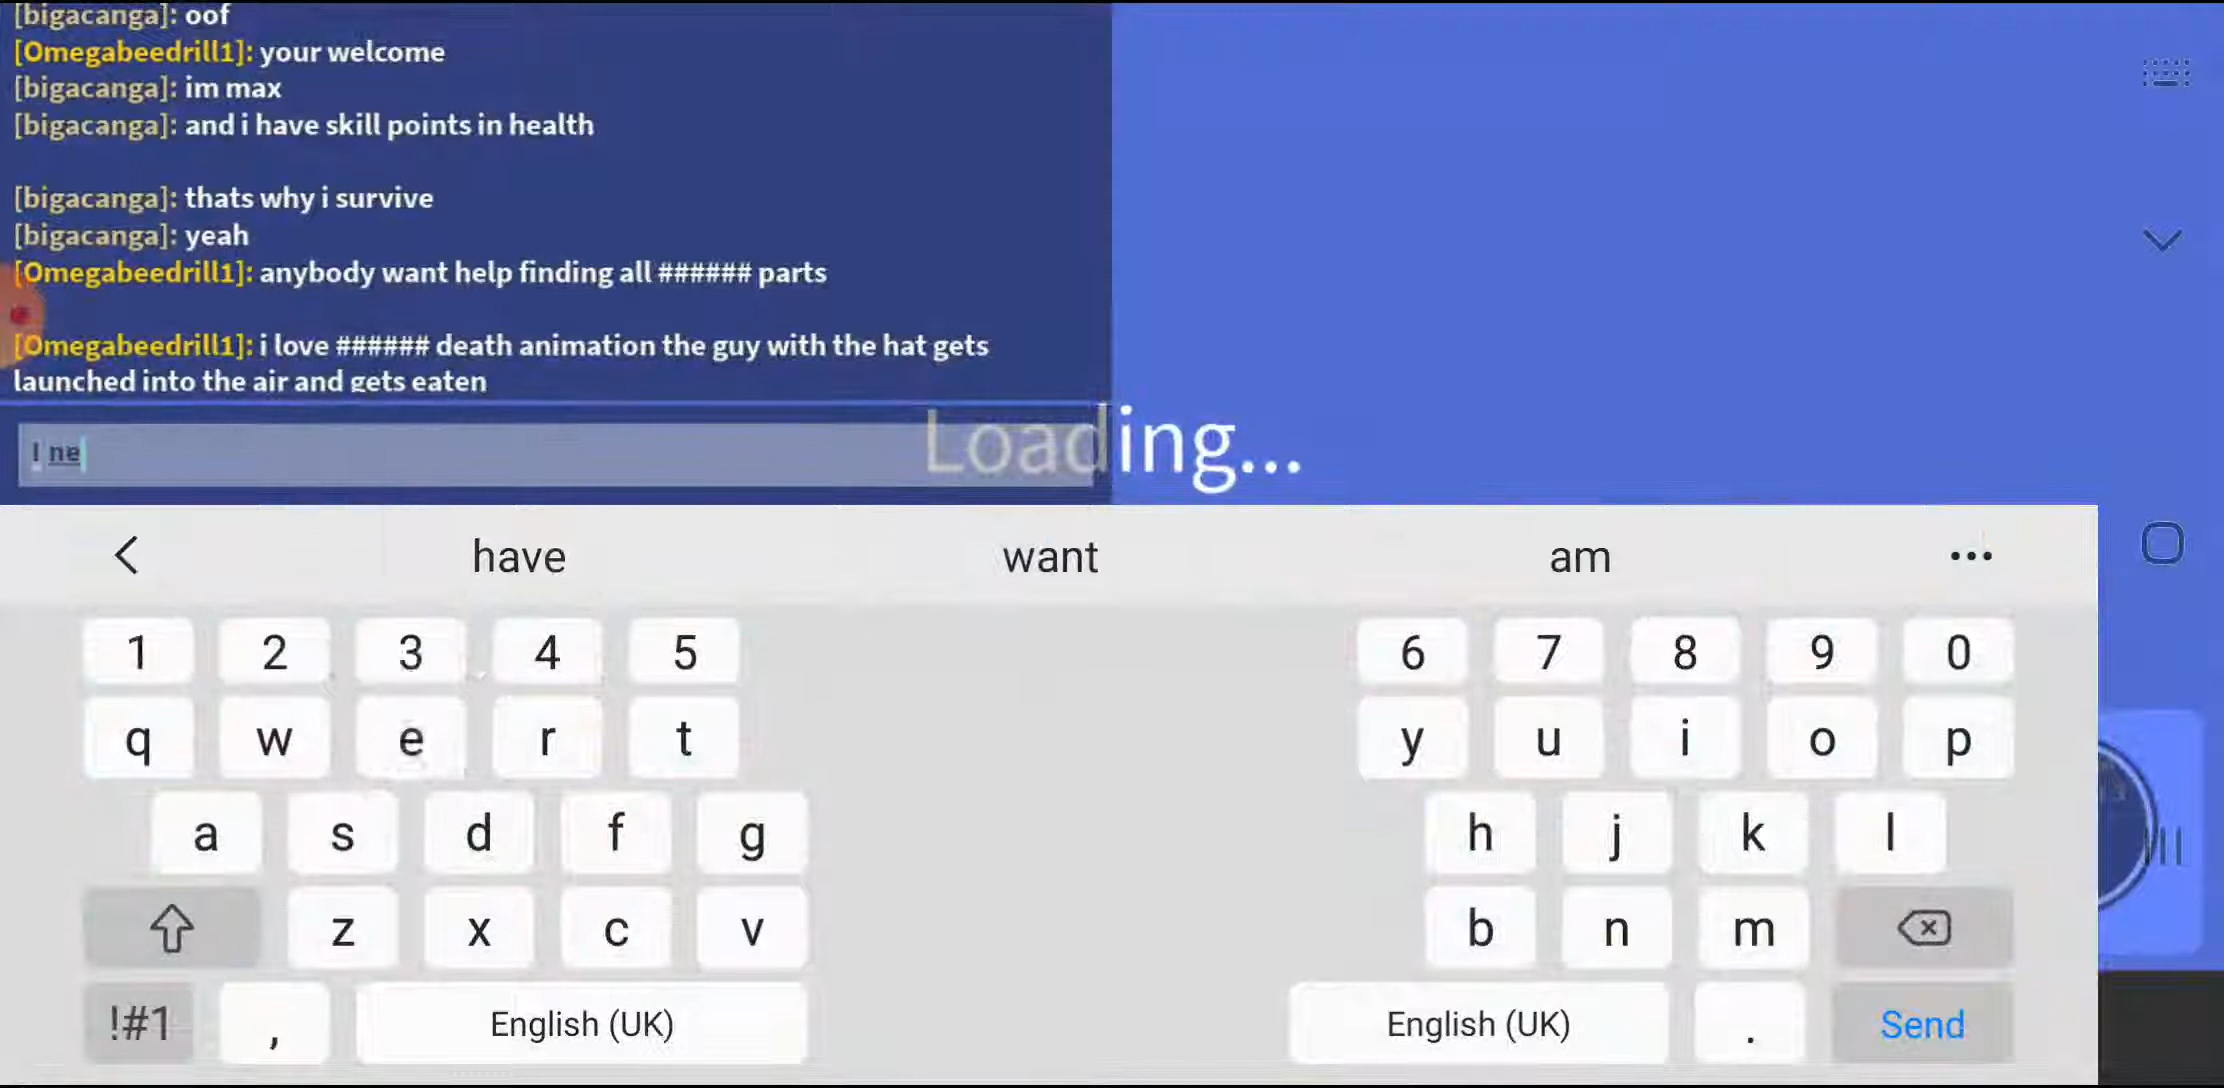 [bigacanga]: oof
[Omegabeedrill1]: your welcome
[bigacanga]: im max
[bigacanga]: and i have skill points in health
[bigacanga]: thats why i survive
[bigacanga]: yeah
[Omegabeedrill1]: anybody want help finding all ###### parts
[Omegabeedrill1]: i love ###### death animation the guy with the hat gets
launched into the air and gets eaten
I ne
Loading...
have want am
1 2 3 4 5 6 7 8 9 0
q w e r t y u i o p
a s d f g h j k l
z x c v b n m
!#1 , English (UK) English (UK) . Send